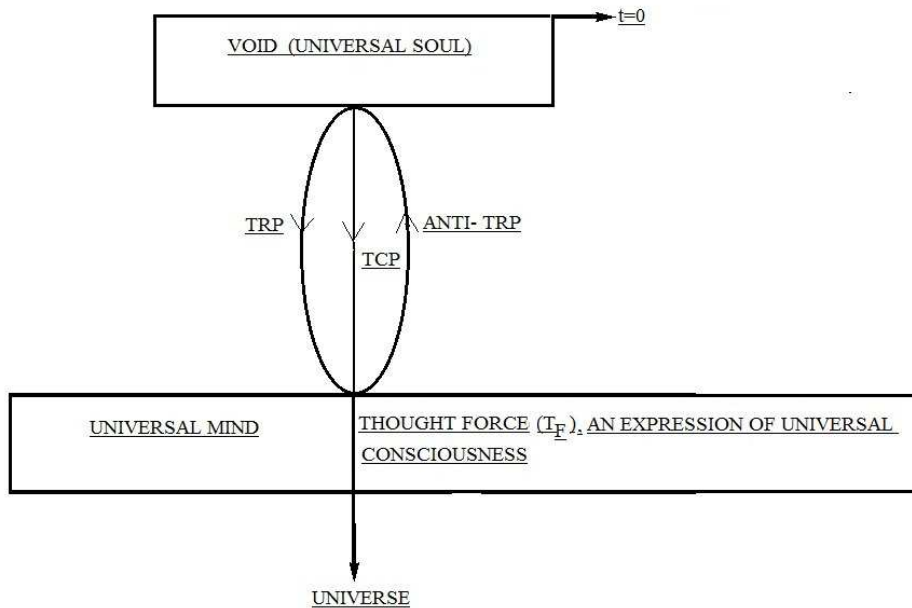 t=0
VOID (UNIVERSAL SOUL)
TRP
ANTI- TRP
TCP
UNIVERSAL MIND
THOUGHT FORCE (TF), AN EXPRESSION OF UNIVERSAL
CONSCIOUSNESS
UNIVERSE